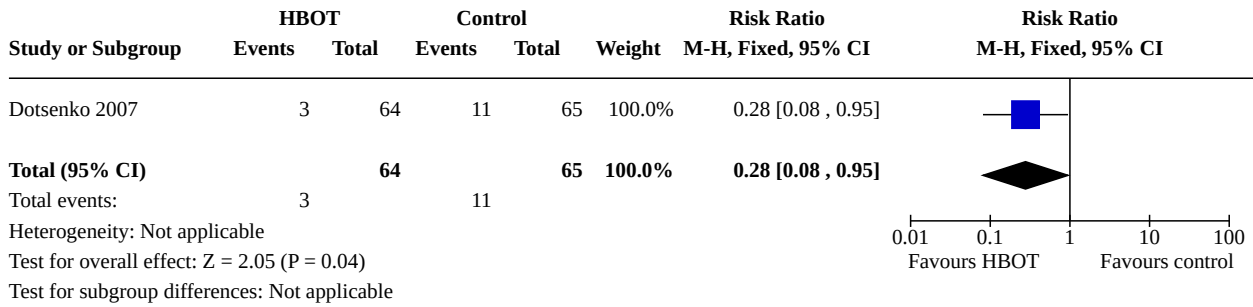 HBOT Control Risk Ratio Risk Ratio
Study or Subgroup Events Total Events Total Weight M-H, Fixed, 95% CI M-H, Fixed, 95% CI
Dotsenko 2007 3 64 11 65 100.0% 0.28 [0.08 , 0.95]
Total (95% CI) 64 65 100.0% 0.28 [0.08 , 0.95]
Total events: 3 11
Heterogeneity: Not applicable
Test for overall effect: Z = 2.05 (P = 0.04)
Test for subgroup differences: Not applicable
0.01 0.1 1 10 100
Favours HBOT Favours control